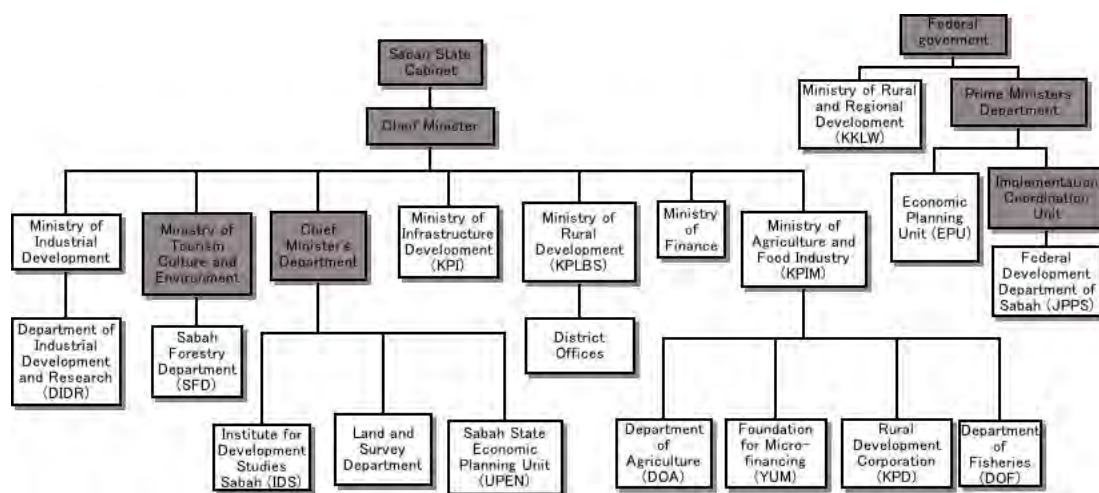 Sabah State
Cabinet
Chief Minister
Federal
goverment
Ministry of Rural
and Regional
Development
(KKLW)
Prime Ministers
Department
Economic
Planning
Unit (EPU)
Implementation
Coordination
Unit
Federal
Development
Department of
Sabah (JPPS)
Ministry of
Industrial
Development
Ministry of
Tourism
Culture and
Environment
Chief
Minister's
Department
Ministry of
Infrastructure
Development
(KPI)
Ministry of
Rural
Development
(KPLBS)
Ministry
of
Finance
Ministry of
Agriculture and
Food Industry
(KPIM)
Department of
Industrial
Development
and Research
(DIDR)
Sabah
Forestry
Department
(SFD)
District
Offices
Institute for
Development
Studies
Sabah (IDS)
Land and
Survey
Department
Sabah State
Economic
Planning Unit
(UPEN)
Department
of
Agriculture
(DOA)
Foundation
for Micro-
financing
(YUM)
Rural
Development
Corporation
(KPD)
Department
of
Fisheries
(DOF)